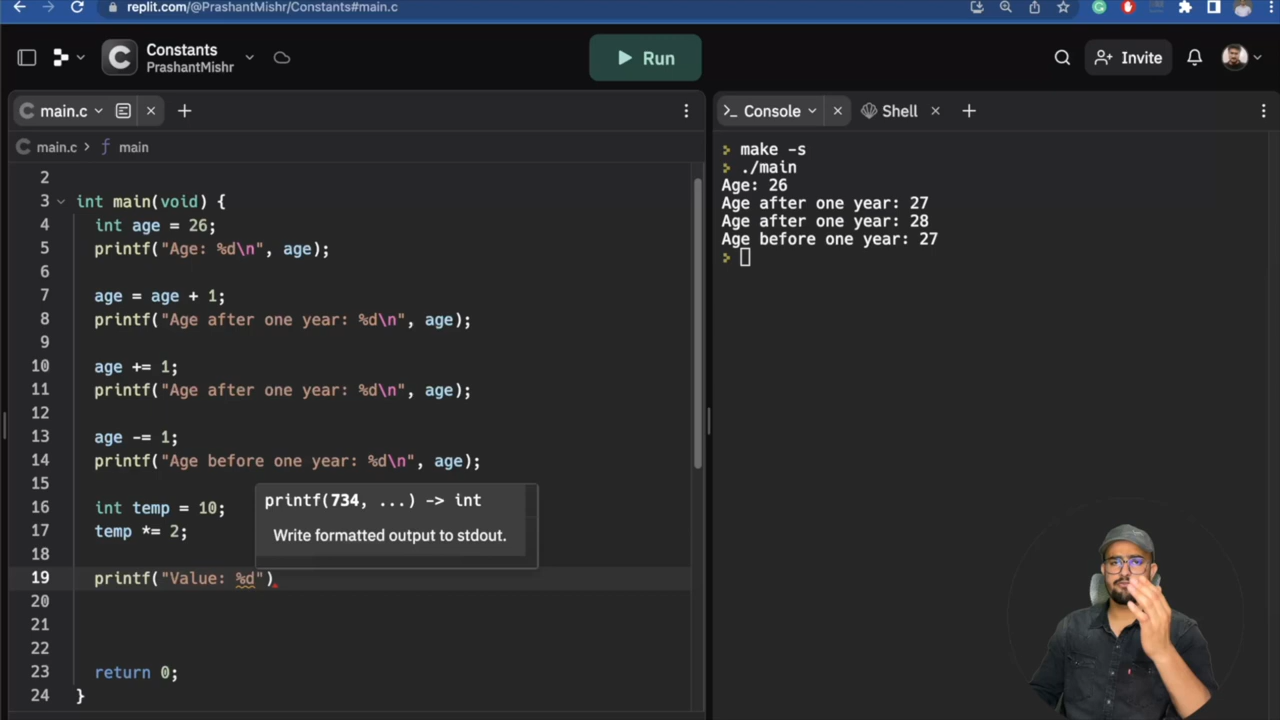 replit.com/@PrashantMishr/Constants#main.c
Constants
PrashantMishr
Run
Invite
main.c
Console
Shell
main.c > main
2
3 int main(void) {
4 int age = 26;
5 printf("Age: %d\n", age);
6
7 age = age + 1;
8 printf("Age after one year: %d\n", age);
9
10 age += 1;
11 printf("Age after one year: %d\n", age);
12
13 age -= 1;
14 printf("Age before one year: %d\n", age);
15
16 int temp = 10;
17 temp *= 2;
18
19 printf("Value: %d")
20
21
22
23 return 0;
24 }
printf(734, ...) -> int
Write formatted output to stdout.
> make -s
> ./main
Age: 26
Age after one year: 27
Age after one year: 28
Age before one year: 27
>